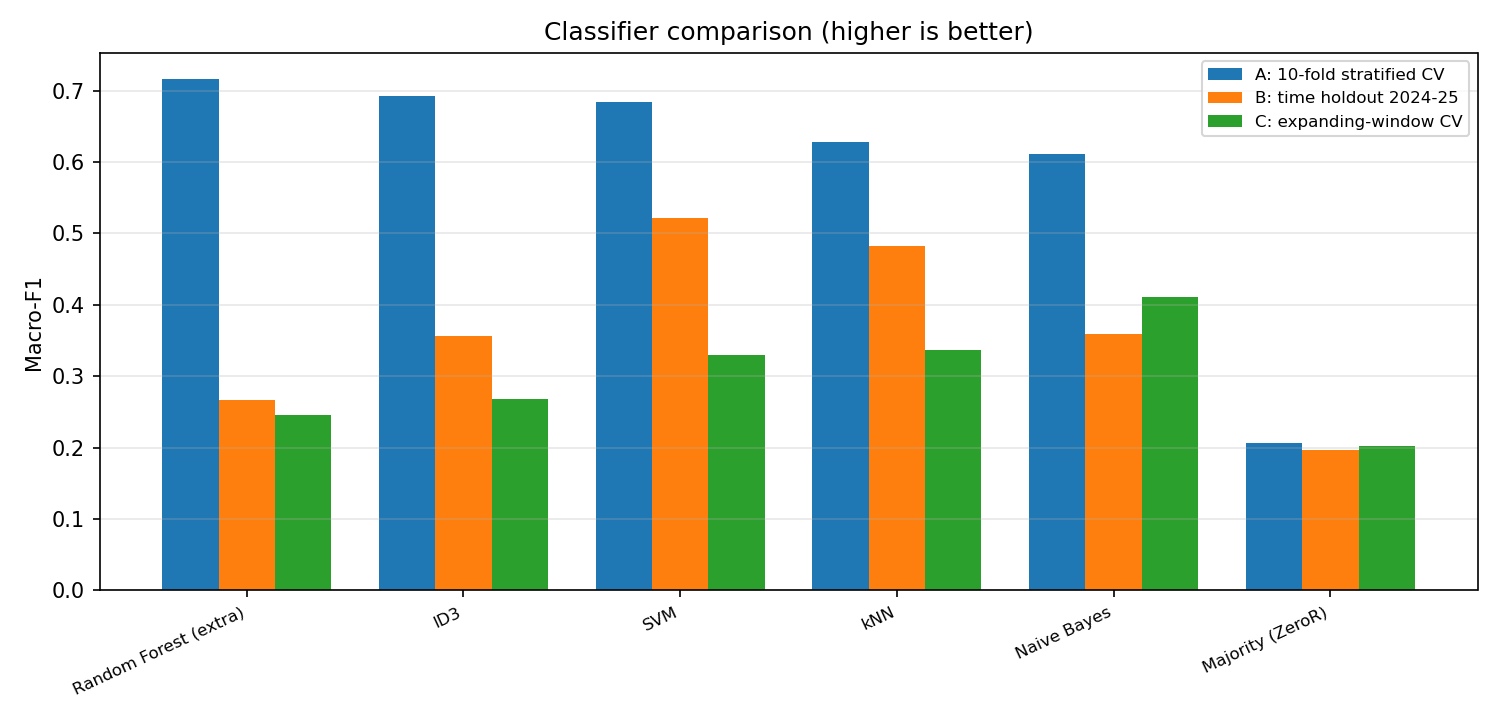 Classifier comparison (higher is better)
A: 10-fold stratified CV
B: time holdout 2024-25
C: expanding-window CV
Macro-F1
0.7
0.6
0.5
0.4
0.3
0.2
0.1
0.0
Random Forest (extra)
ID3
SVM
kNN
Naive Bayes
Majority (ZeroR)